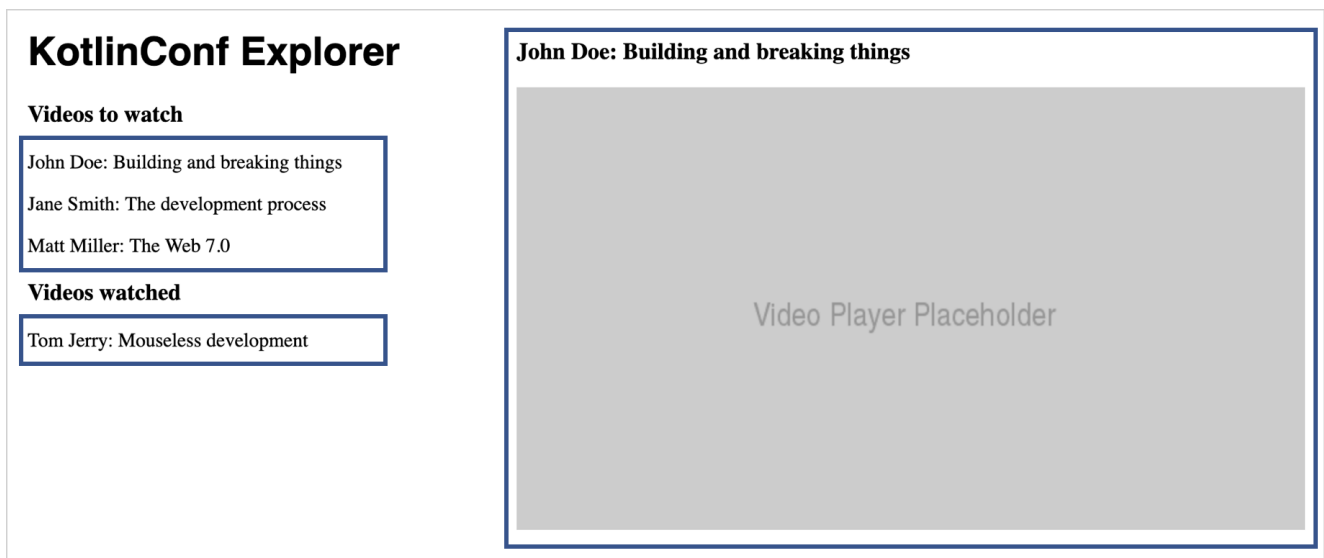 KotlinConf Explorer
Videos to watch
John Doe: Building and breaking things
Jane Smith: The development process
Matt Miller: The Web 7.0
Videos watched
Tom Jerry: Mouseless development
John Doe: Building and breaking things
Video Player Placeholder